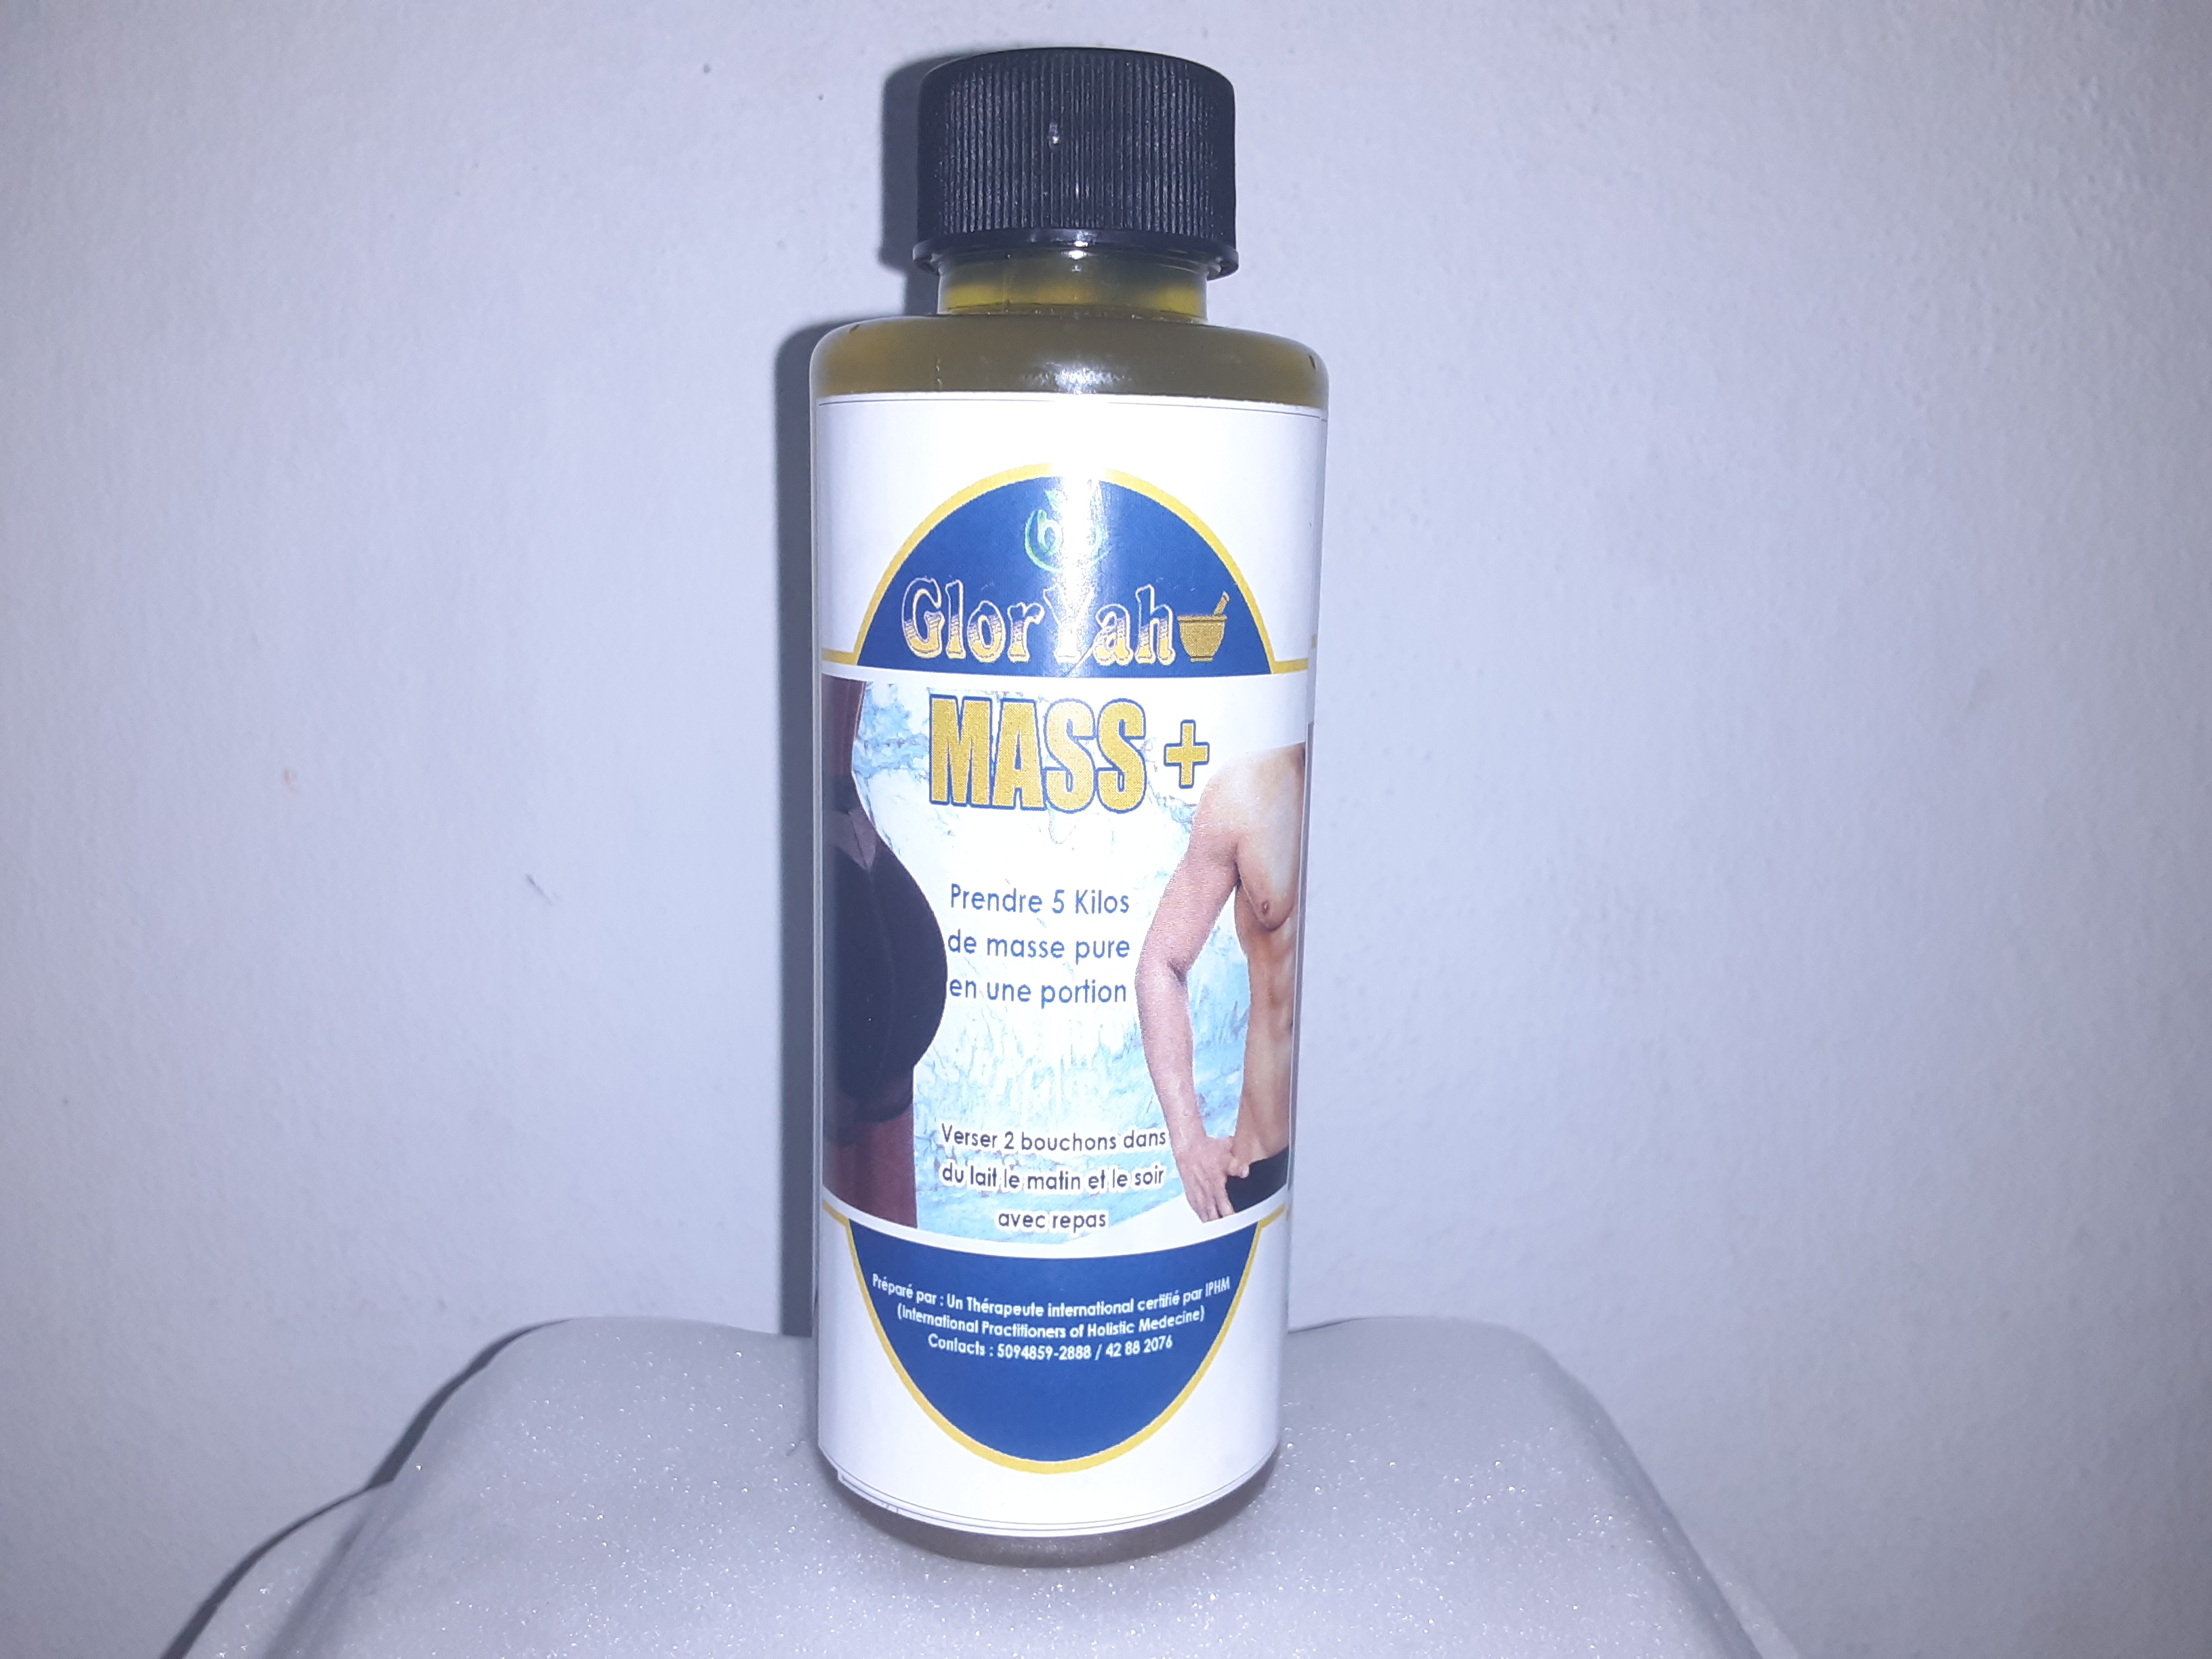 GlorYah
MASS +
Prendre 5 Kilos
de masse pure
en une portion
Verser 2 bouchons dans
du lait le matin et le soir
avec repas
Préparé par : Un Thérapeute international certifié par IPHM
(International Practitioners of Holistic Medecine)
Contacts : 5094859-2888 / 42 88 2076